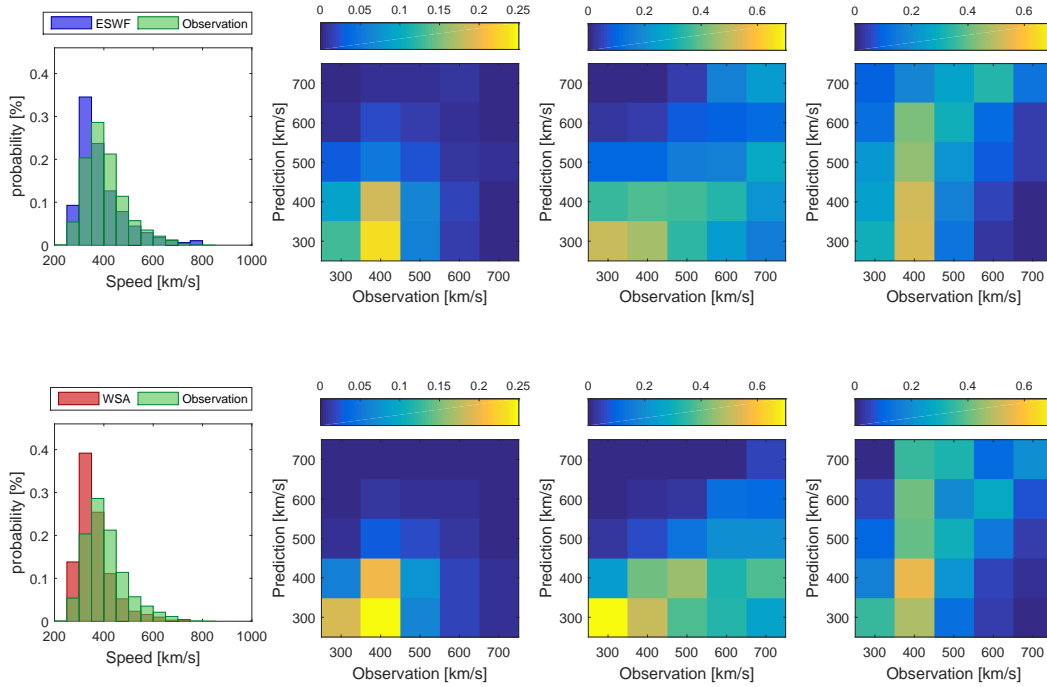 ESWF Observation
0 0.05 0.1 0.15 0.2 0.25
0 0.2 0.4 0.6
0 0.2 0.4 0.6
probability [%]
0.4
0.3
0.2
0.1
0
200 400 600 800 1000
Speed [km/s]
Prediction [km/s]
700
600
500
400
300
300 400 500 600 700
Observation [km/s]
Prediction [km/s]
700
600
500
400
300
300 400 500 600 700
Observation [km/s]
Prediction [km/s]
700
600
500
400
300
300 400 500 600 700
Observation [km/s]
WSA Observation
0 0.05 0.1 0.15 0.2 0.25
0 0.2 0.4 0.6
0 0.2 0.4 0.6
probability [%]
0.4
0.3
0.2
0.1
0
200 400 600 800 1000
Speed [km/s]
Prediction [km/s]
700
600
500
400
300
300 400 500 600 700
Observation [km/s]
Prediction [km/s]
700
600
500
400
300
300 400 500 600 700
Observation [km/s]
Prediction [km/s]
700
600
500
400
300
300 400 500 600 700
Observation [km/s]